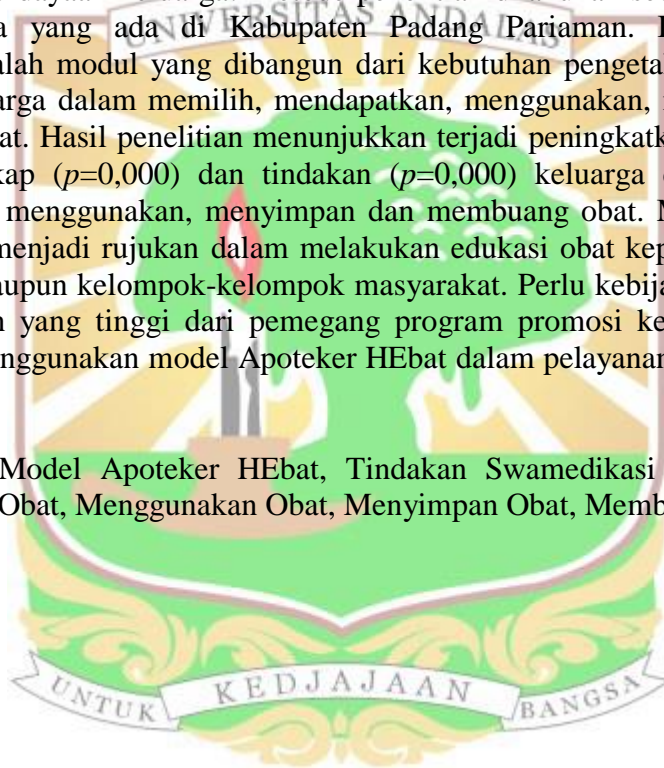 UNIVERSITAS ANDALAS
a yang ada di Kabupaten Padang Pariaman.
alah modul yang dibangun dari kebutuhan pengeta
arga dalam memilih, mendapatkan, menggunakan,
at. Hasil penelitian menunjukkan terjadi peningkatk
kap (p=0,000) dan tindakan (p=0,000) keluarga
menggunakan, menyimpan dan membuang obat. M
menjadi rujukan dalam melakukan edukasi obat kep
aupun kelompok-kelompok masyarakat. Perlu kebija
n yang tinggi dari pemegang program promosi ke
nggunakan model Apoteker HEbat dalam pelayanan
Model Apoteker HEbat, Tindakan Swamedikasi
Obat, Menggunakan Obat, Menyimpan Obat, Memb
UNTUK KEDJAJAAN BANGSA